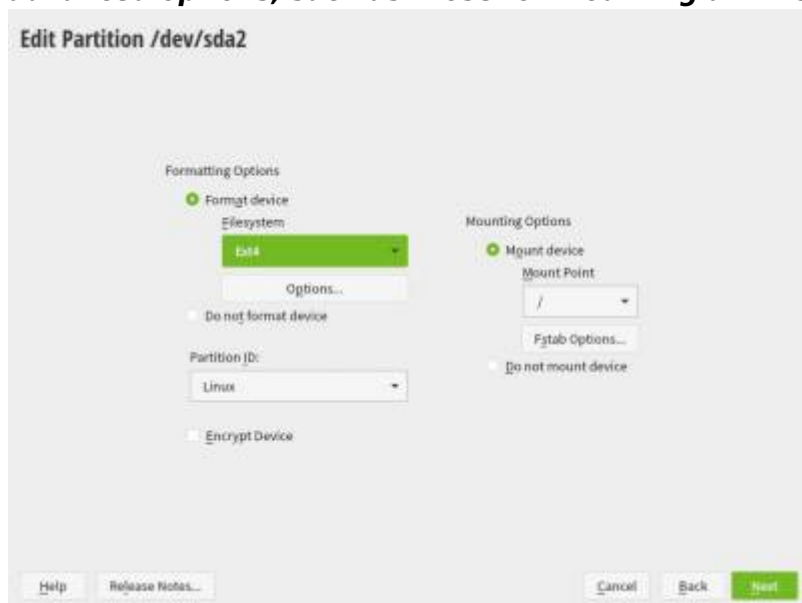 Edit Partition /dev/sda2
Formatting Options
Format device
Filesystem
Ext4
Options...
Do not format device
Partition ID:
Linux
Encrypt Device
Mounting Options
Mount device
Mount Point
/
Fstab Options...
Do not mount device
Help
Release Notes...
Cancel
Back
Next